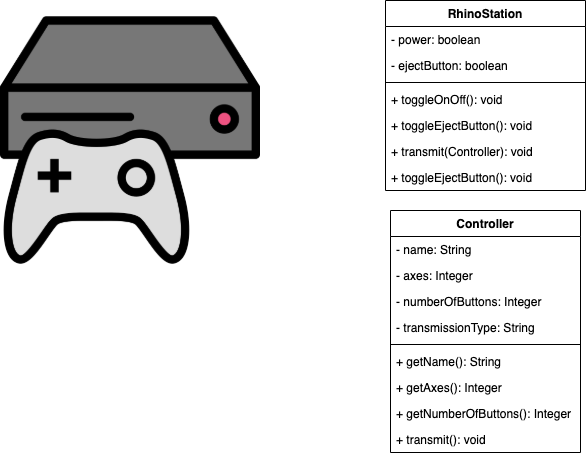 RhinoStation
- power: boolean
- ejectButton: boolean
+ toggleOnOff(): void
+ toggleEjectButton(): void
+ transmit(Controller): void
+ toggleEjectButton(): void
Controller
- name: String
- axes: Integer
- numberOfButtons: Integer
- transmissionType: String
+ getName(): String
+ getAxes(): Integer
+ getNumberOfButtons(): Integer
+ transmit(): void